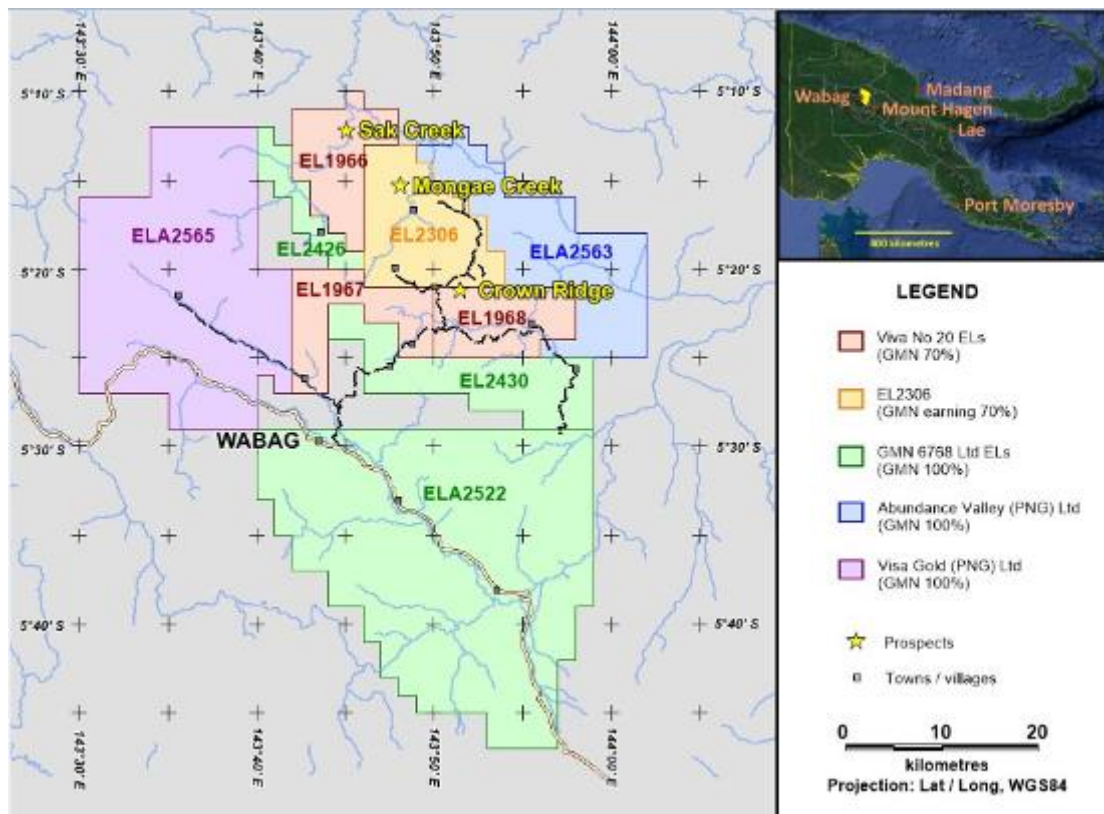 143°30' E
143°40' E
143°50' E
144°00' E
5°10' S
5°10' S
Sak Creek
EL1966
Mongae Creek
ELA2565
EL2426
EL2306
ELA2563
5°20' S
5°20' S
EL1967
Crown Ridge
EL1968
EL2430
WABAG
5°30' S
5°30' S
ELA2522
5°40' S
5°40' S
143°30' E
143°40' E
143°50' E
144°00' E
Wabag
Madang
Mount Hagen
Lae
Port Moresby
400 kilometres
LEGEND
Viva No 20 ELs
(GMN 70%)
EL2306
(GMN earning 70%)
GMN 6768 Ltd ELs
(GMN 100%)
Abundance Valley (PNG) Ltd
(GMN 100%)
Visa Gold (PNG) Ltd
(GMN 100%)
Prospects
Towns / villages
0 10 20
kilometres
Projection: Lat / Long, WGS84